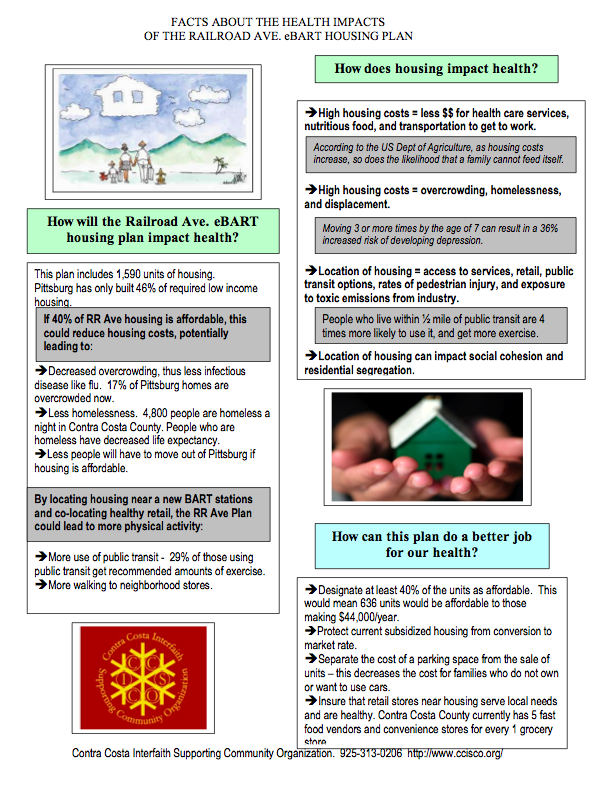 FACTS ABOUT THE HEALTH IMPACTS
OF THE RAILROAD AVE. eBART HOUSING PLAN
How will the Railroad Ave. eBART
housing plan impact health?
This plan includes 1,590 units of housing.
Pittsburg has only built 46% of required low income
housing.
If 40% of RR Ave housing is affordable, this
could reduce housing costs, potentially
leading to:
➔Decreased overcrowding, thus less infectious
disease like flu. 17% of Pittsburg homes are
overcrowded now.
➔Less homelessness. 4,800 people are homeless a
night in Contra Costa County. People who are
homeless have decreased life expectancy.
➔Less people will have to move out of Pittsburg if
housing is affordable.
By locating housing near a new BART stations
and co-locating healthy retail, the RR Ave Plan
could lead to more physical activity:
➔More use of public transit - 29% of those using
public transit get recommended amounts of exercise.
➔More walking to neighborhood stores.
Contra Costa Interfaith
Supporting Community Organization
C C I S C O
How does housing impact health?
➔High housing costs = less $$ for health care services,
nutritious food, and transportation to get to work.
According to the US Dept of Agriculture, as housing costs
increase, so does the likelihood that a family cannot feed itself.
➔High housing costs = overcrowding, homelessness,
and displacement.
Moving 3 or more times by the age of 7 can result in a 36%
increased risk of developing depression.
➔Location of housing = access to services, retail, public
transit options, rates of pedestrian injury, and exposure
to toxic emissions from industry.
People who live within ½ mile of public transit are 4
times more likely to use it, and get more exercise.
➔Location of housing can impact social cohesion and
residential segregation.
How can this plan do a better job
for our health?
➔Designate at least 40% of the units as affordable. This
would mean 636 units would be affordable to those
making $44,000/year.
➔Protect current subsidized housing from conversion to
market rate.
➔Separate the cost of a parking space from the sale of
units – this decreases the cost for families who do not own
or want to use cars.
➔Insure that retail stores near housing serve local needs
and are healthy. Contra Costa County currently has 5 fast
food vendors and convenience stores for every 1 grocery
store
Contra Costa Interfaith Supporting Community Organization. 925-313-0206 http://www.ccisco.org/